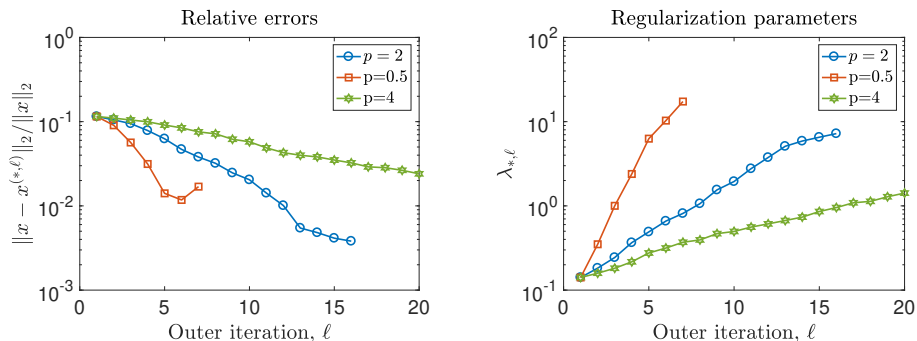 Relative errors
10^0
10^-1
10^-2
10^-3
0 5 10 15 20
‖x − x^(*,ℓ)‖_2/‖x‖_2
Outer iteration, ℓ
p = 2
p=0.5
p=4
Regularization parameters
10^2
10^1
10^0
10^-1
0 5 10 15 20
λ_*,ℓ
Outer iteration, ℓ
p = 2
p=0.5
p=4